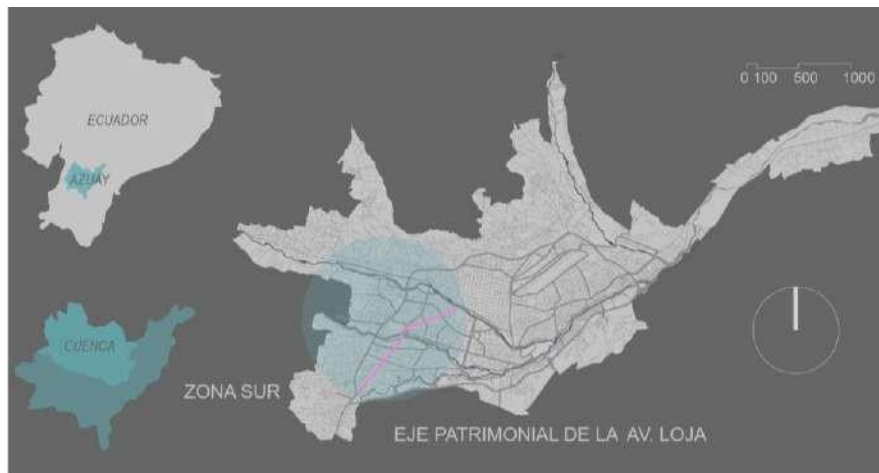 ECUADOR
AZUAY
0 100 500 1000
CUENCA
ZONA SUR
EJE PATRIMONIAL DE LA AV. LOJA